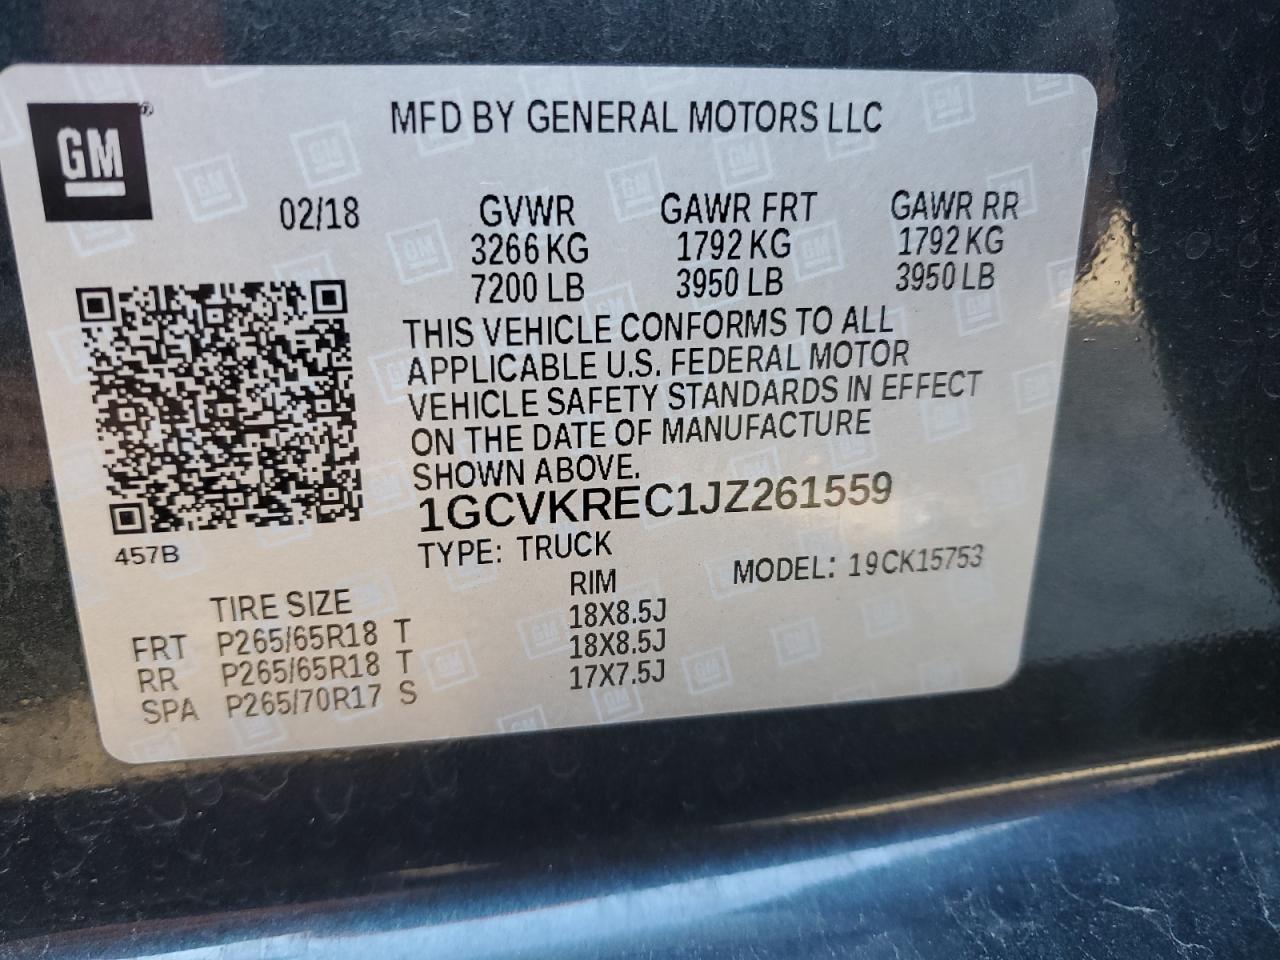 GM
MFD BY GENERAL MOTORS LLC
02/18
GVWR GAWR FRT GAWR RR
3266 KG 1792 KG 1792 KG
7200 LB 3950 LB 3950 LB
THIS VEHICLE CONFORMS TO ALL
APPLICABLE U.S. FEDERAL MOTOR
VEHICLE SAFETY STANDARDS IN EFFECT
ON THE DATE OF MANUFACTURE
SHOWN ABOVE.
1GCVKREC1JZ261559
457B
TYPE: TRUCK
MODEL: 19CK15753
TIRE SIZE RIM
FRT P265/65R18 T 18X8.5J
RR P265/65R18 T 18X8.5J
SPA P265/70R17 S 17X7.5J